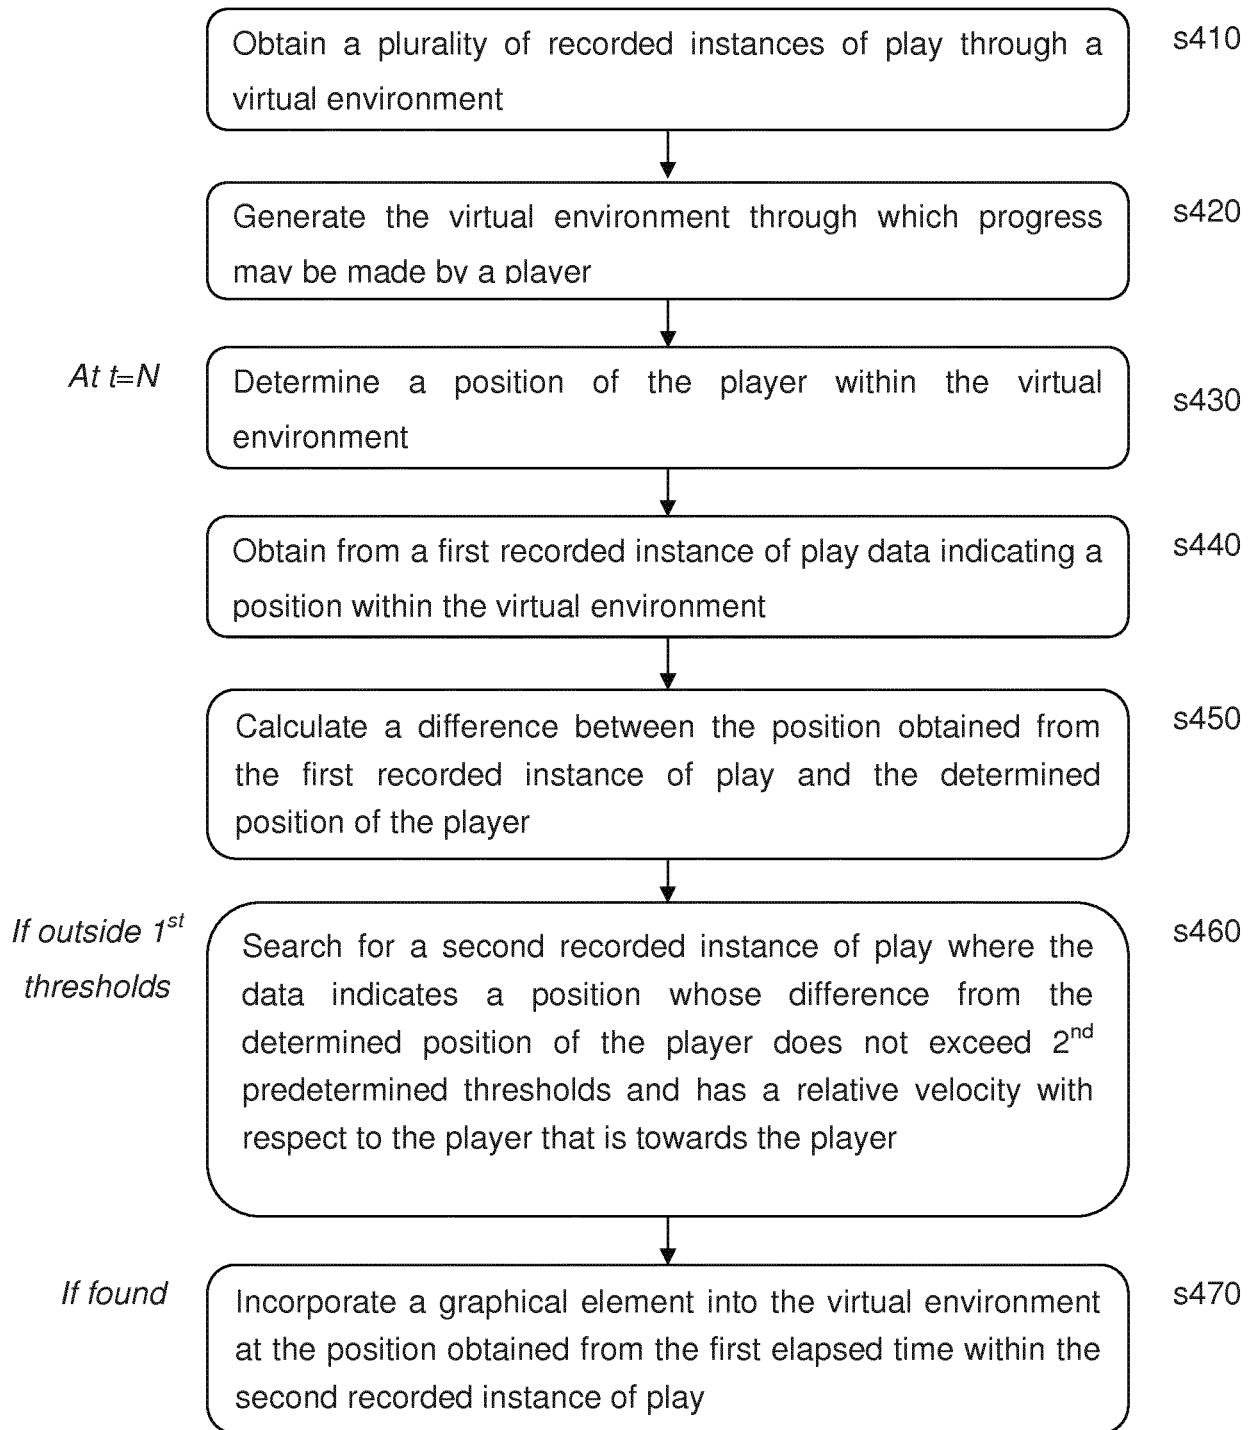 Obtain a plurality of recorded instances of play through a
virtual environment
s410
Generate the virtual environment through which progress
may be made by a player
s420
At t=N
Determine a position of the player within the virtual
environment
s430
Obtain from a first recorded instance of play data indicating a
position within the virtual environment
s440
Calculate a difference between the position obtained from
the first recorded instance of play and the determined
position of the player
s450
If outside 1st
thresholds
Search for a second recorded instance of play where the
data indicates a position whose difference from the
determined position of the player does not exceed 2nd
predetermined thresholds and has a relative velocity with
respect to the player that is towards the player
s460
If found
Incorporate a graphical element into the virtual environment
at the position obtained from the first elapsed time within the
second recorded instance of play
s470